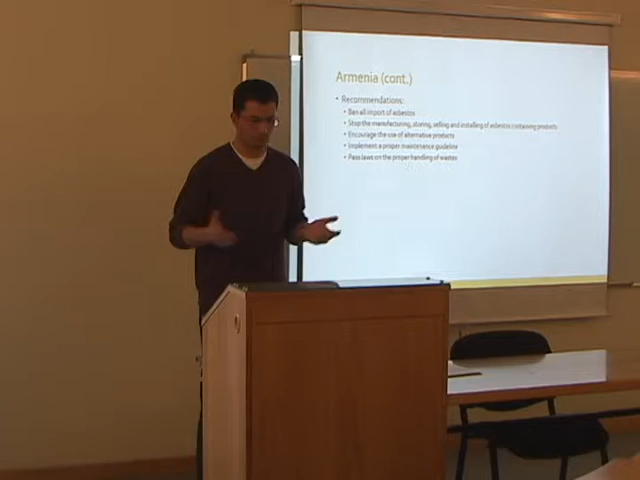 Armenia (cont.)
• Recommendations:
• Ban all import of asbestos
• Stop the manufacturing, storing, selling and installing of asbestos containing products
• Encourage the use of alternative products
• Implement a proper maintenance guideline
• Pass laws on the proper handling of wastes